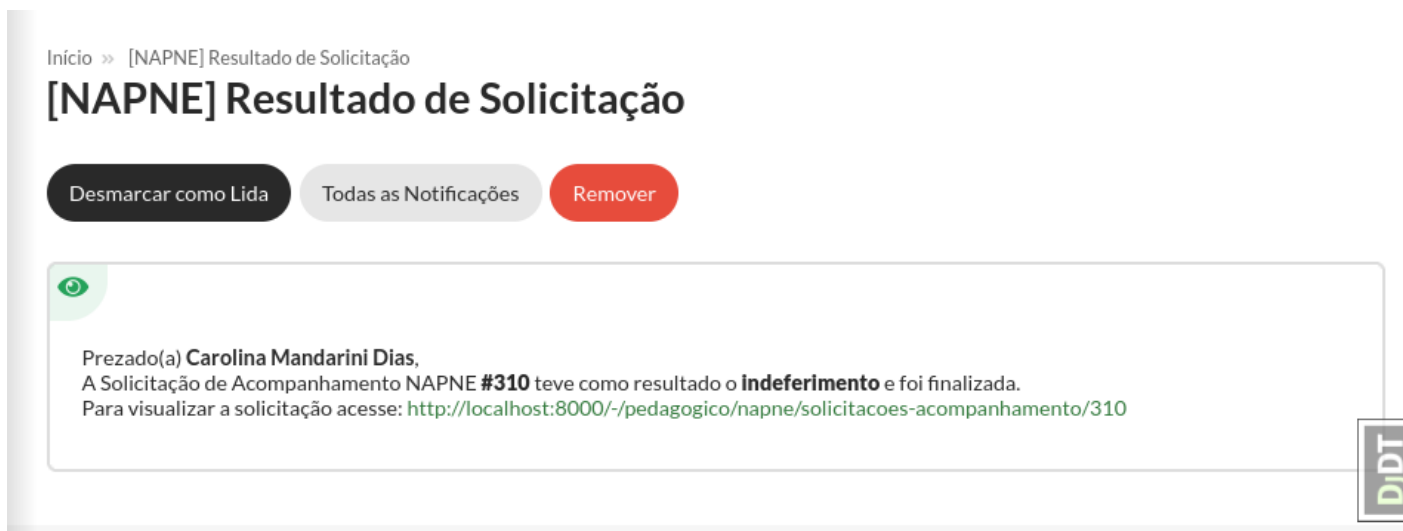 Início » [NAPNE] Resultado de Solicitação
[NAPNE] Resultado de Solicitação
Desmarcar como Lida Todas as Notificações Remover
Prezado(a) Carolina Mandarini Dias,
A Solicitação de Acompanhamento NAPNE #310 teve como resultado o indeferimento e foi finalizada.
Para visualizar a solicitação acesse: http://localhost:8000/-/pedagogico/napne/solicitacoes-acompanhamento/310
DjDT